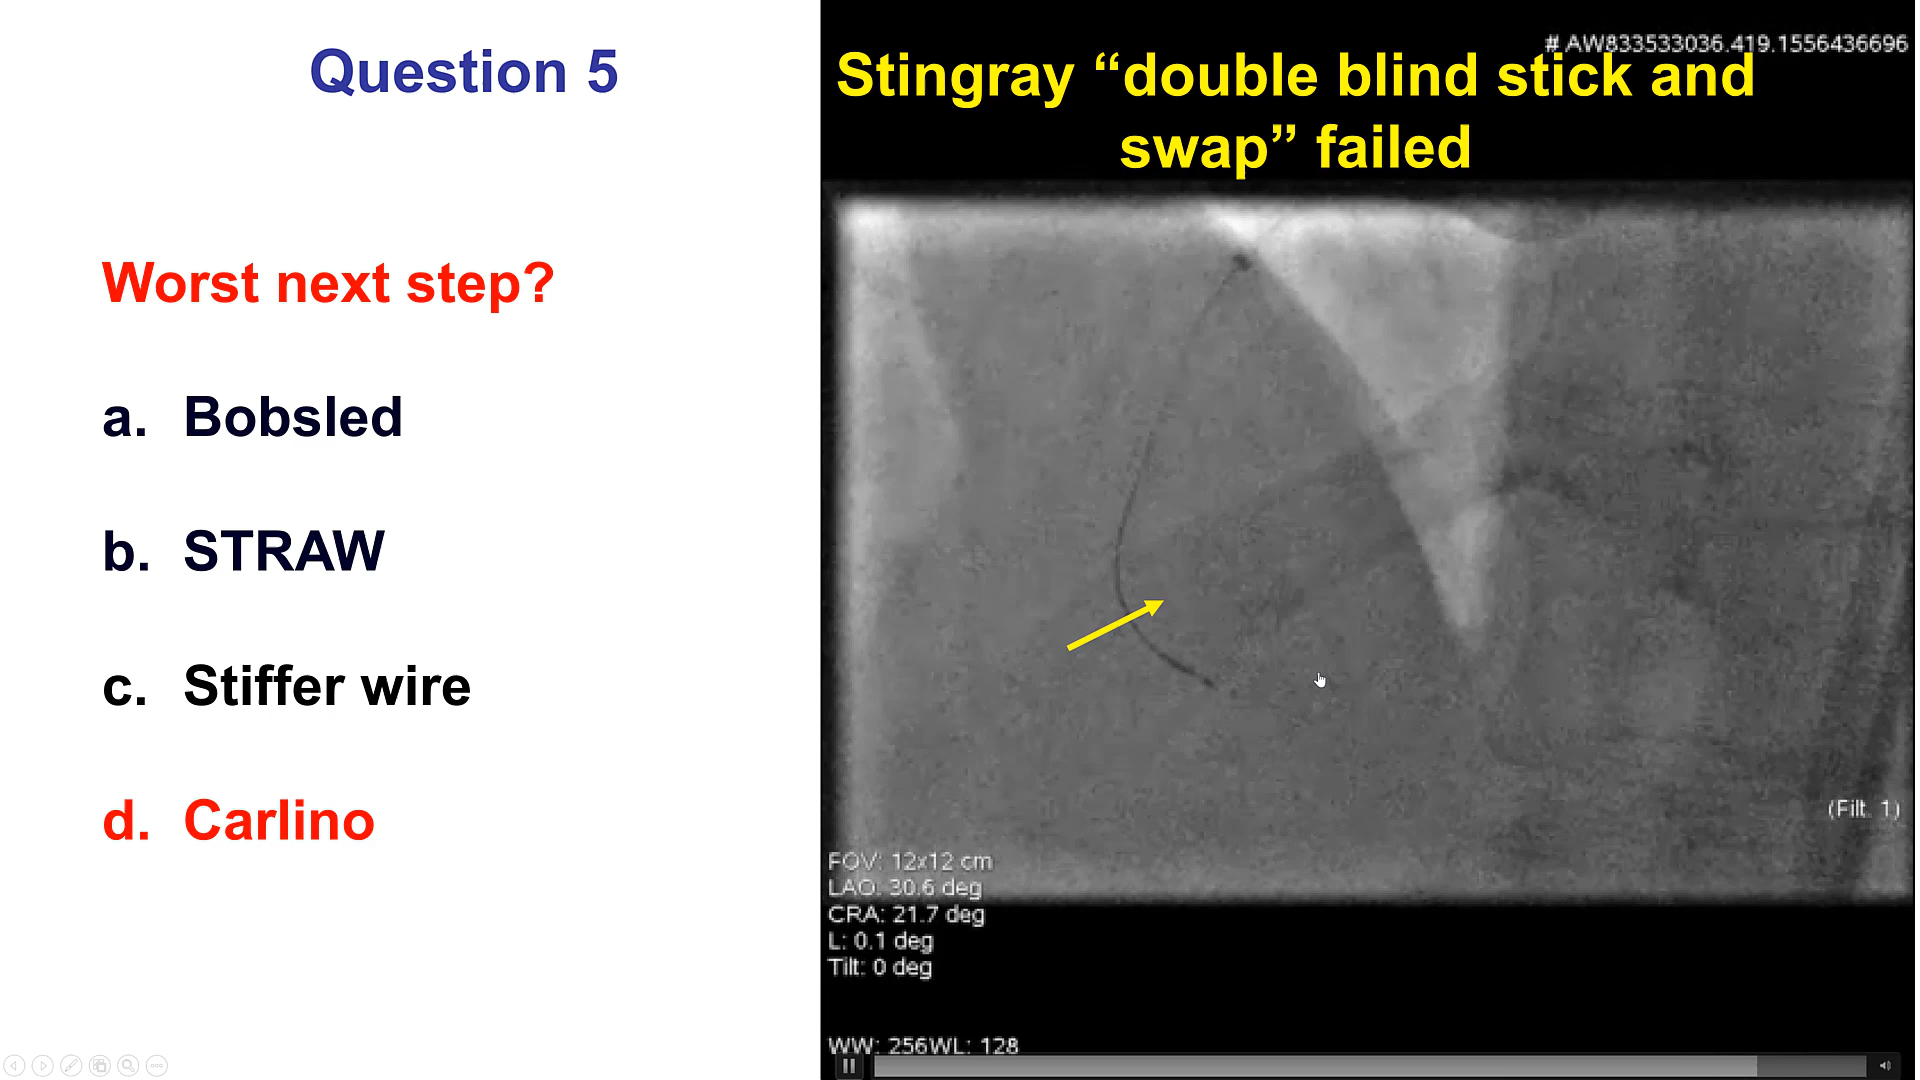 Question 5
Worst next step?
a. Bobsled
b. STRAW
c. Stiffer wire
d. Carlino
# AW833533036.419.1556436696
Stingray “double blind stick and
swap” failed
(Filt. 1)
FOV: 12x12 cm
LAO: 30.6 deg
CRA: 21.7 deg
L: 0.1 deg
Tilt: 0 deg
WW: 256WL: 128